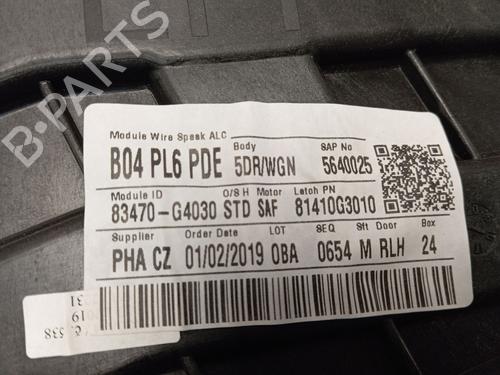 Module Wire Speak ALC Body SAP No
B04 PL6 PDE 5DR/WGN 5640025
Module ID O/S H Motor Latch PN
83470-G4030 STD SAF 81410G3010
Supplier Order Date LOT SEQ Sft Door Box
PHA CZ 01/02/2019 0BA 0654 M RLH 24
B-PARTS